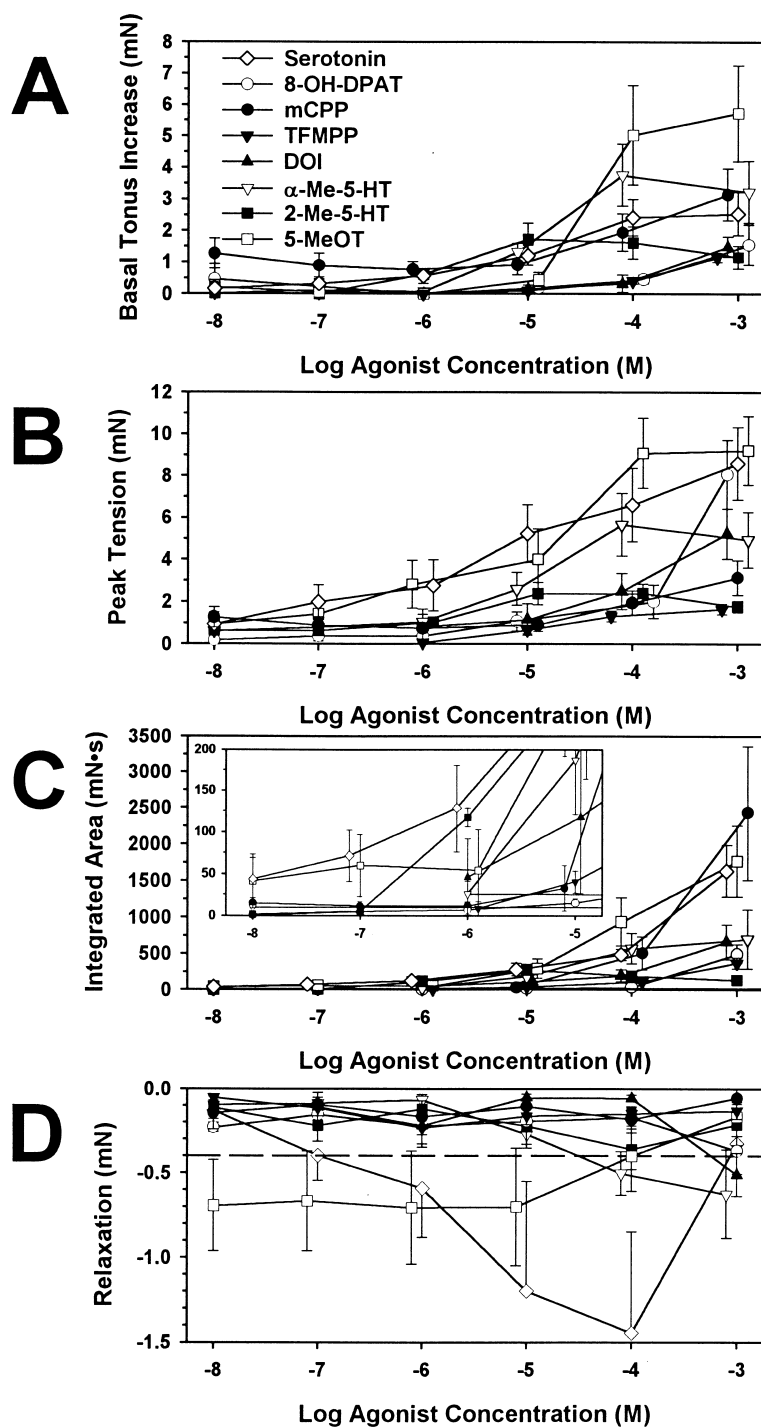 A
Basal Tonus Increase (mN)
8
7
6
5
4
3
2
1
0
Serotonin
8-OH-DPAT
mCPP
TFMPP
DOI
α-Me-5-HT
2-Me-5-HT
5-MeOT
-8 -7 -6 -5 -4 -3
Log Agonist Concentration (M)
B
Peak Tension (mN)
12
10
8
6
4
2
0
-8 -7 -6 -5 -4 -3
Log Agonist Concentration (M)
C
Integrated Area (mN•s)
3500
3000
2500
2000
1500
1000
500
0
200
150
100
50
0
-8 -7 -6 -5
-8 -7 -6 -5 -4 -3
Log Agonist Concentration (M)
D
Relaxation (mN)
0.0
-0.5
-1.0
-1.5
-8 -7 -6 -5 -4 -3
Log Agonist Concentration (M)